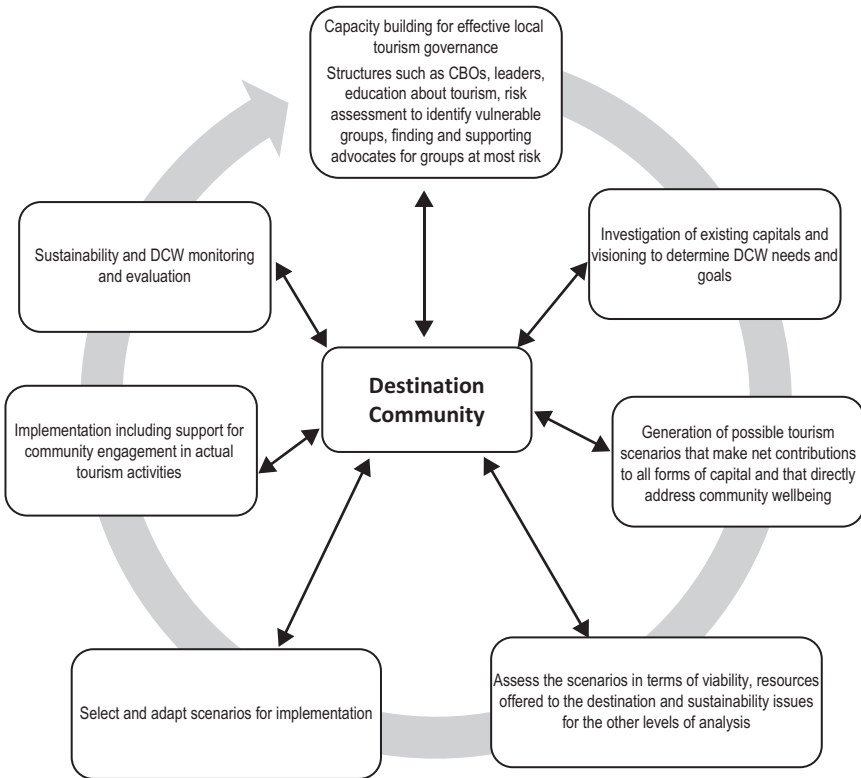 Capacity building for effective local
tourism governance
Structures such as CBOs, leaders,
education about tourism, risk
assessment to identify vulnerable
groups, finding and supporting
advocates for groups at most risk
Investigation of existing capitals and
visioning to determine DCW needs and
goals
Generation of possible tourism
scenarios that make net contributions
to all forms of capital and that directly
address community wellbeing
Assess the scenarios in terms of viability, resources
offered to the destination and sustainability issues
for the other levels of analysis
Select and adapt scenarios for implementation
Implementation including support for
community engagement in actual
tourism activities
Sustainability and DCW monitoring
and evaluation
Destination
Community